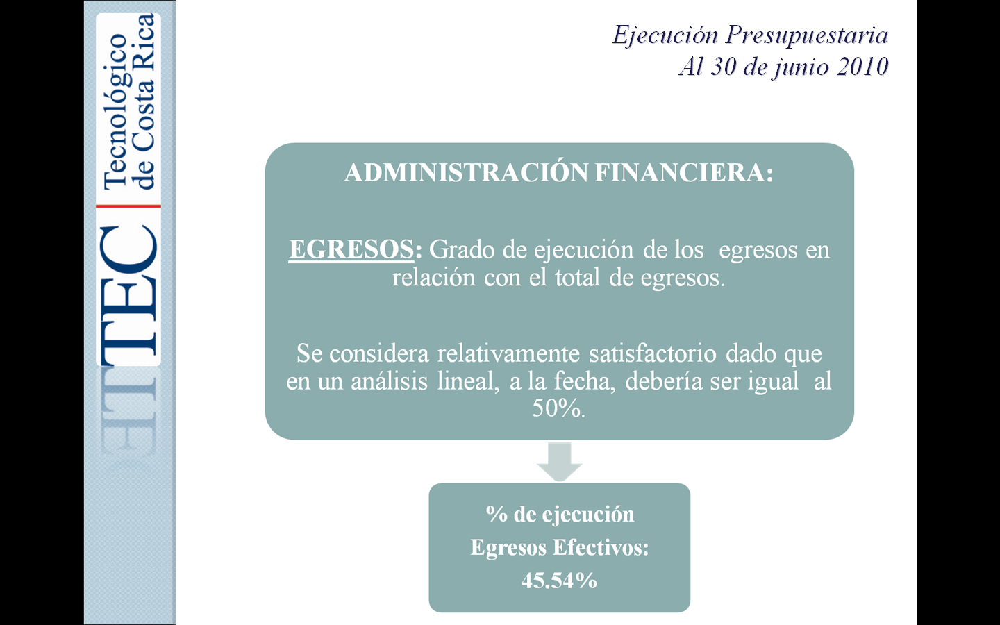 Ejecución Presupuestaria
Al 30 de junio 2010
TEC | Tecnológico
de Costa Rica
ADMINISTRACIÓN FINANCIERA:
EGRESOS: Grado de ejecución de los egresos en
relación con el total de egresos.
Se considera relativamente satisfactorio dado que
en un análisis lineal, a la fecha, debería ser igual al
50%.
% de ejecución
Egresos Efectivos:
45.54%